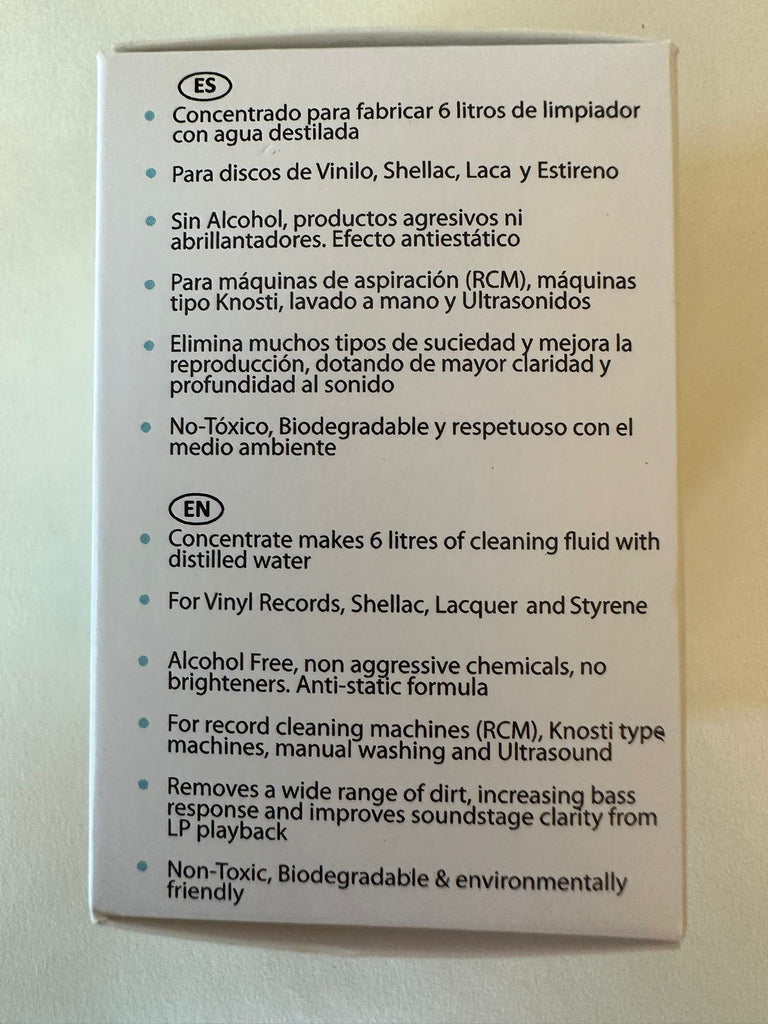 ES
Concentrado para fabricar 6 litros de limpiador
con agua destilada
Para discos de Vinilo, Shellac, Laca y Estireno
Sin Alcohol, productos agresivos ni
abrillantadores. Efecto antiestático
Para máquinas de aspiración (RCM), máquinas
tipo Knosti, lavado a mano y Ultrasonidos
Elimina muchos tipos de suciedad y mejora la
reproducción, dotando de mayor claridad y
profundidad al sonido
No-Tóxico, Biodegradable y respetuoso con el
medio ambiente
EN
Concentrate makes 6 litres of cleaning fluid with
distilled water
For Vinyl Records, Shellac, Lacquer and Styrene
Alcohol Free, non aggressive chemicals, no
brighteners. Anti-static formula
For record cleaning machines (RCM), Knosti type
machines, manual washing and Ultrasound
Removes a wide range of dirt, increasing bass
response and improves soundstage clarity from
LP playback
Non-Toxic, Biodegradable & environmentally
friendly